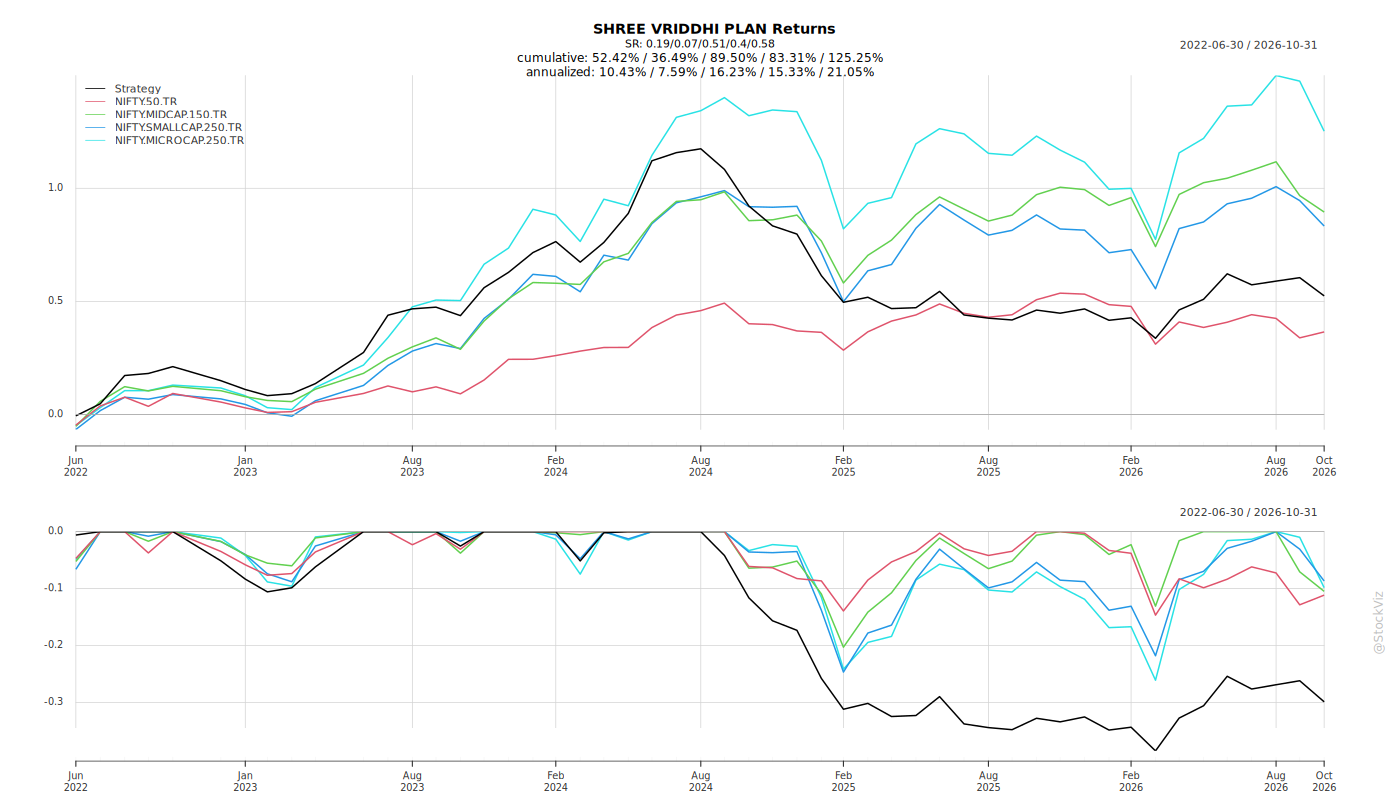 SHREE VRIDDHI PLAN Returns
SR: 0.19/0.07/0.51/0.4/0.58
cumulative: 52.42% / 36.49% / 89.50% / 83.31% / 125.25%
annualized: 10.43% / 7.59% / 16.23% / 15.33% / 21.05%
2022-06-30 / 2026-10-31
Strategy
NIFTY.50.TR
NIFTY.MIDCAP.150.TR
NIFTY.SMALLCAP.250.TR
NIFTY.MICROCAP.250.TR
1.0
0.5
0.0
Jun Jan Aug Feb Aug Feb Aug Feb Aug Oct
2022 2023 2023 2024 2024 2025 2025 2026 2026 2026
2022-06-30 / 2026-10-31
0.0
-0.1
-0.2
-0.3
Jun Jan Aug Feb Aug Feb Aug Feb Aug Oct
2022 2023 2023 2024 2024 2025 2025 2026 2026 2026
@StockViz